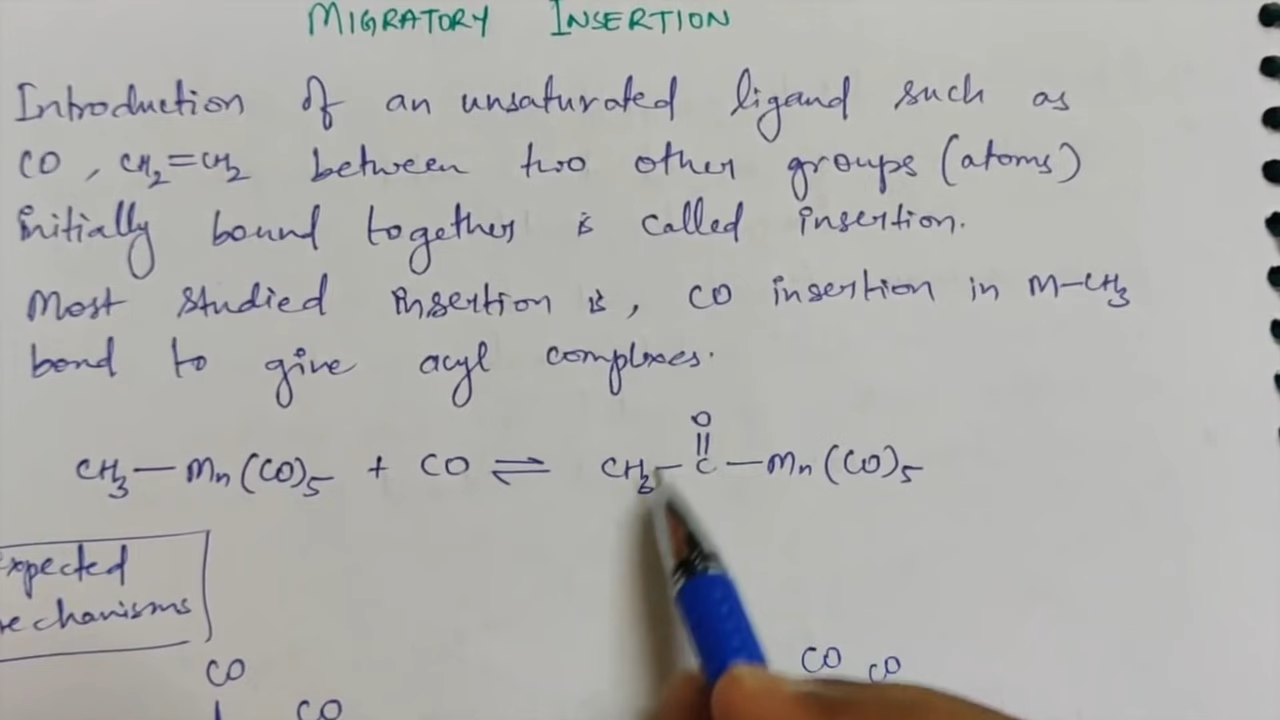 MIGRATORY INSERTION
Introduction of an unsaturated ligand such as
CO, CH₂=CH₂ between two other groups (atoms)
initially bound together is called insertion.
Most studied insertion is, CO insertion in M-CH₃
bond to give acyl complexes.
O
CH₃—Mn(CO)₅ + CO ⇌ CH₃—C—Mn(CO)₅
xpected
echanisms
CO
CO
CO
CO